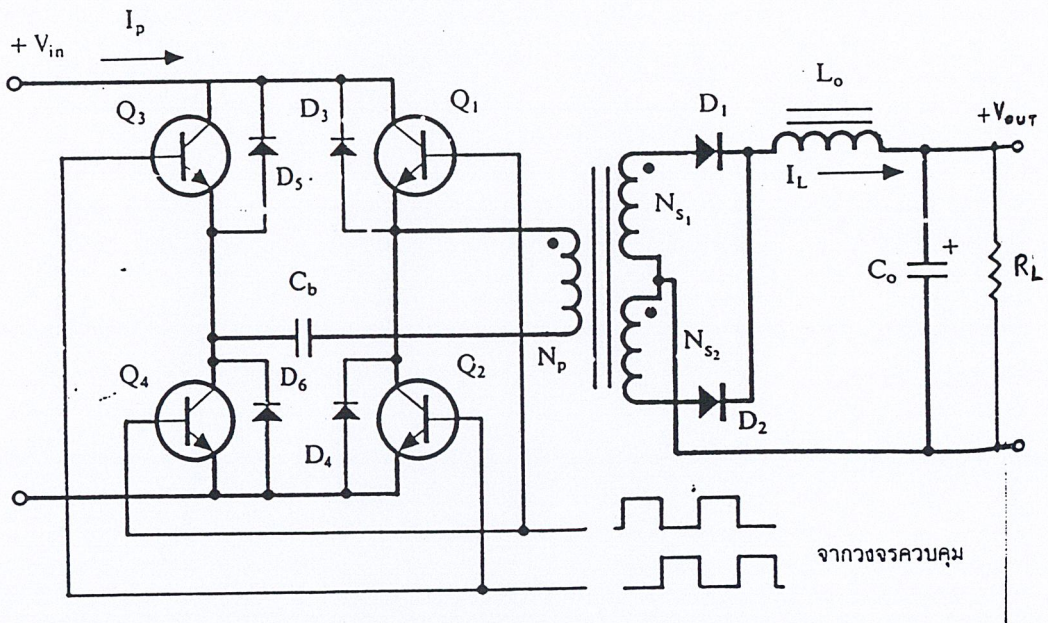 I_p
+ V_in
Q_3
D_3
Q_1
D_5
L_o
D_1
+V_OUT
I_L
N_S1
C_b
C_o
+
R_L
N_p
N_S2
Q_4
D_6
Q_2
D_4
D_2
จากวงจรควบคุม